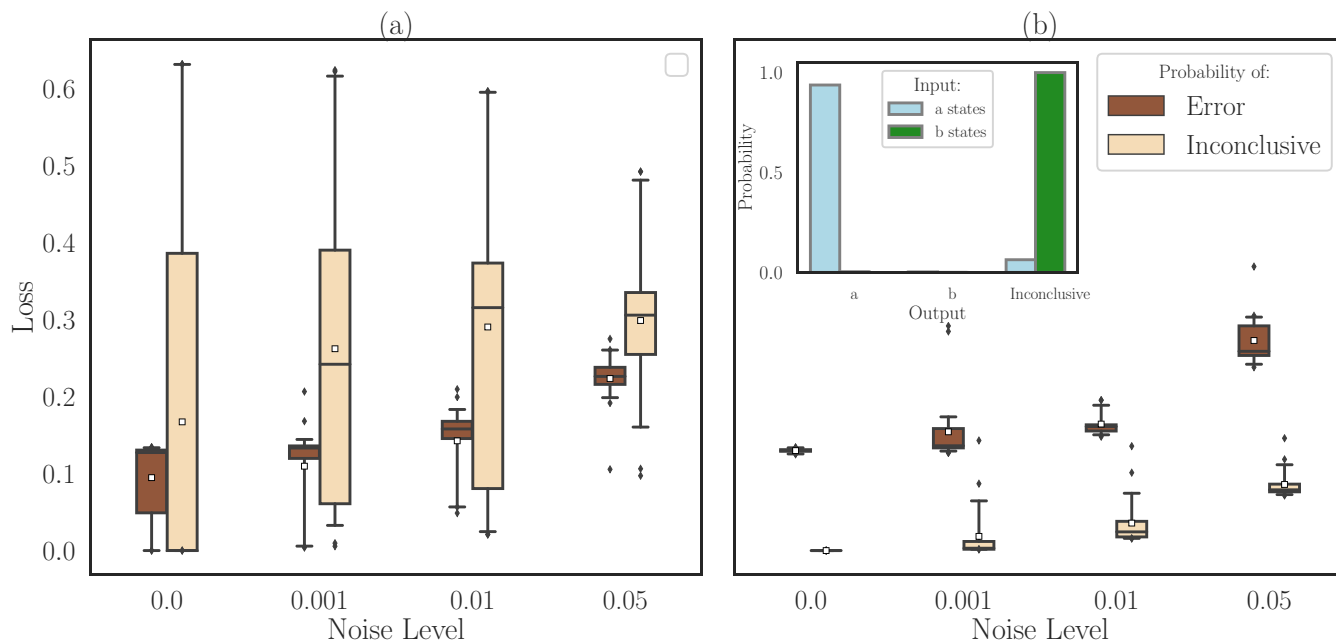 (a)
(b)
0.6
0.5
0.4
0.3
0.2
0.1
0.0
Loss
0.0
0.001
0.01
0.05
Noise Level
1.0
0.5
0.0
Probability
Input:
a states
b states
a
b
Inconclusive
Output
Probability of:
Error
Inconclusive
0.0
0.001
0.01
0.05
Noise Level